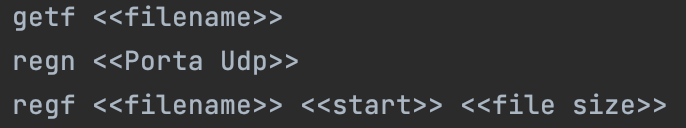 getf <<filename>>
regn <<Porta Udp>>
regf <<filename>> <<start>> <<file size>>